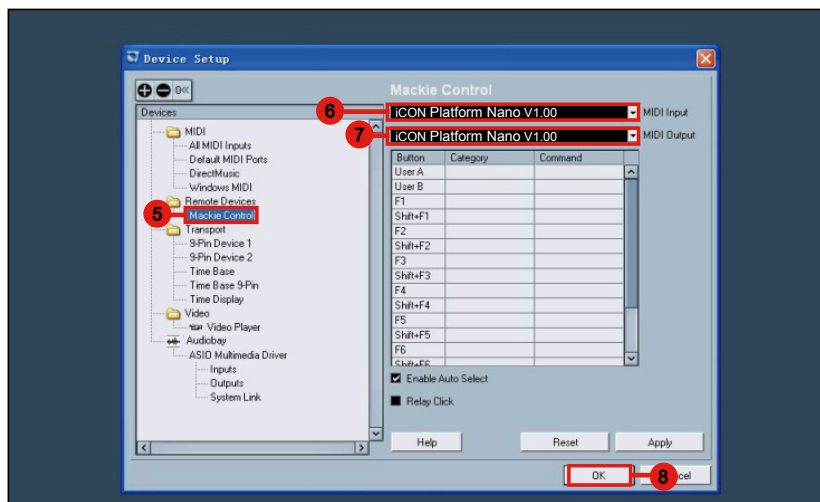 Device Setup
Devices
MIDI
All MIDI Inputs
Default MIDI Ports
DirectMusic
Windows MIDI
Remote Devices
5
Mackie Control
Transport
9-Pin Device 1
9-Pin Device 2
Time Base
Time Base 9-Pin
Time Display
Video
Video Player
Audiobay
ASIO Multimedia Driver
Inputs
Outputs
System Link
Mackie Control
6 iCON Platform Nano V1.00 MIDI Input
7 iCON Platform Nano V1.00 MIDI Output
Button Category Command
User A
User B
F1
Shift+F1
F2
Shift+F2
F3
Shift+F3
F4
Shift+F4
F5
Shift+F5
F6
Shift+F6
Enable Auto Select
Relay Click
Help Reset Apply
OK 8 cel